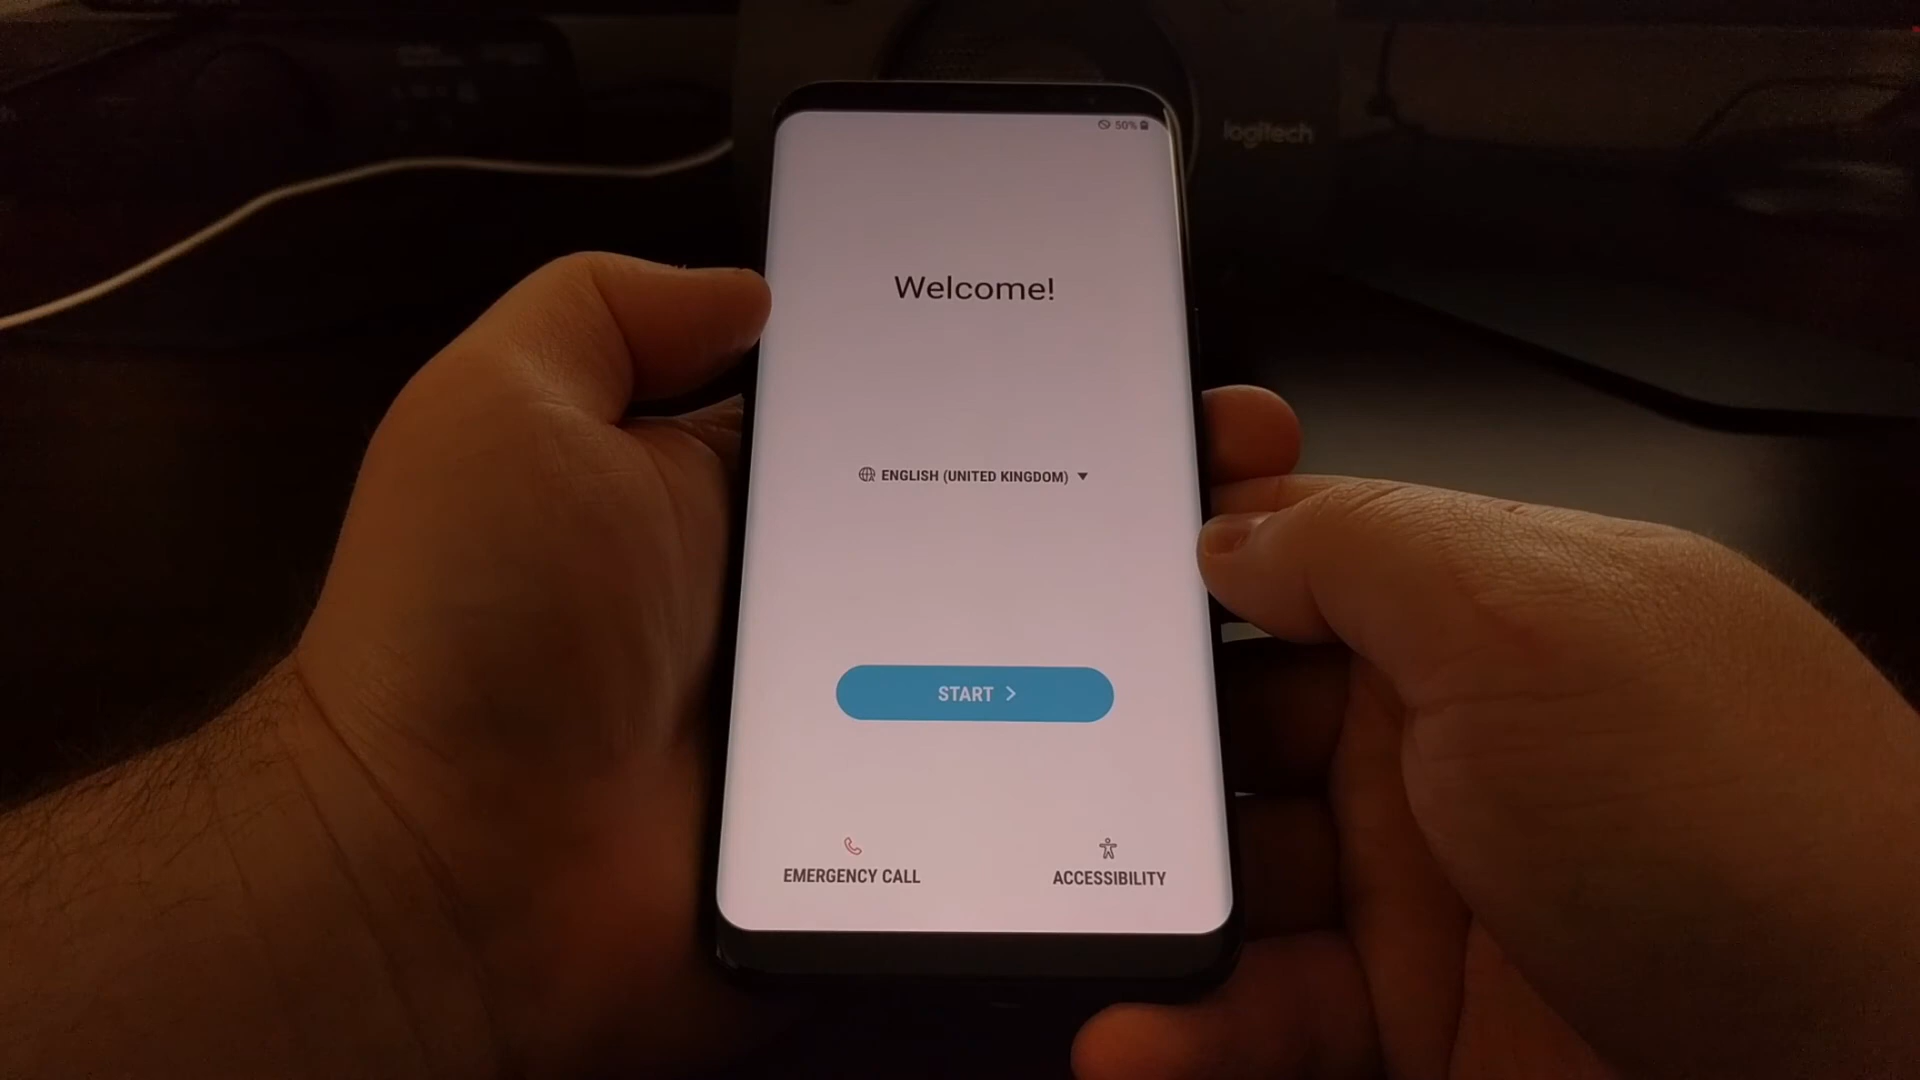 logitech
50%
Welcome!
ENGLISH (UNITED KINGDOM)
START
EMERGENCY CALL
ACCESSIBILITY